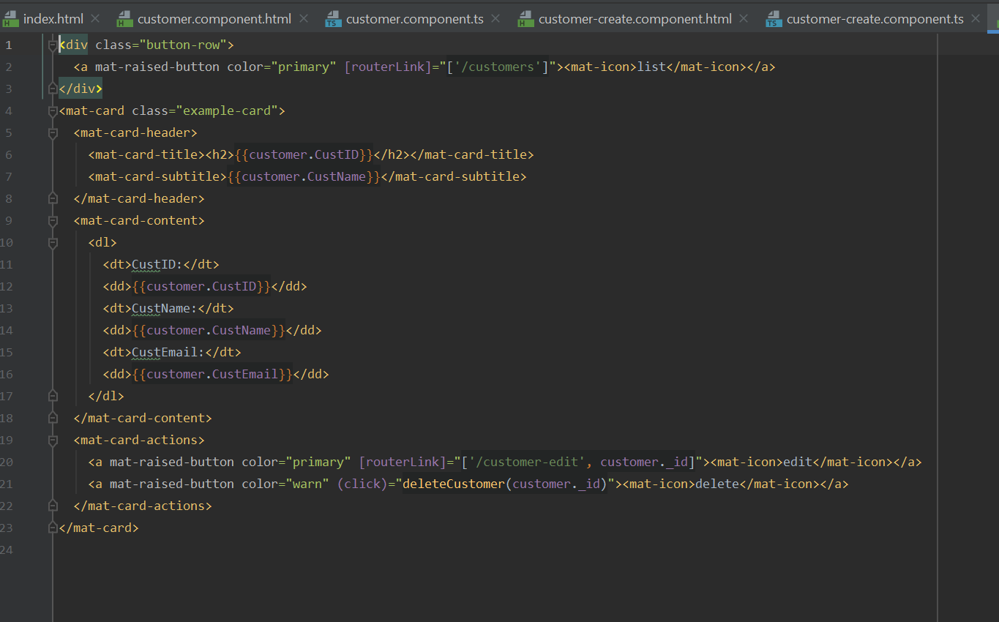 index.html customer.component.html customer.component.ts customer-create.component.html customer-create.component.ts
1 <div class="button-row">
2 <a mat-raised-button color="primary" [routerLink]="['/customers']"><mat-icon>list</mat-icon></a>
3 </div>
4 <mat-card class="example-card">
5 <mat-card-header>
6 <mat-card-title><h2>{{customer.CustID}}</h2></mat-card-title>
7 <mat-card-subtitle>{{customer.CustName}}</mat-card-subtitle>
8 </mat-card-header>
9 <mat-card-content>
10 <dl>
11 <dt>CustID:</dt>
12 <dd>{{customer.CustID}}</dd>
13 <dt>CustName:</dt>
14 <dd>{{customer.CustName}}</dd>
15 <dt>CustEmail:</dt>
16 <dd>{{customer.CustEmail}}</dd>
17 </dl>
18 </mat-card-content>
19 <mat-card-actions>
20 <a mat-raised-button color="primary" [routerLink]="['/customer-edit', customer._id]"><mat-icon>edit</mat-icon></a>
21 <a mat-raised-button color="warn" (click)="deleteCustomer(customer._id)"><mat-icon>delete</mat-icon></a>
22 </mat-card-actions>
23 </mat-card>
24